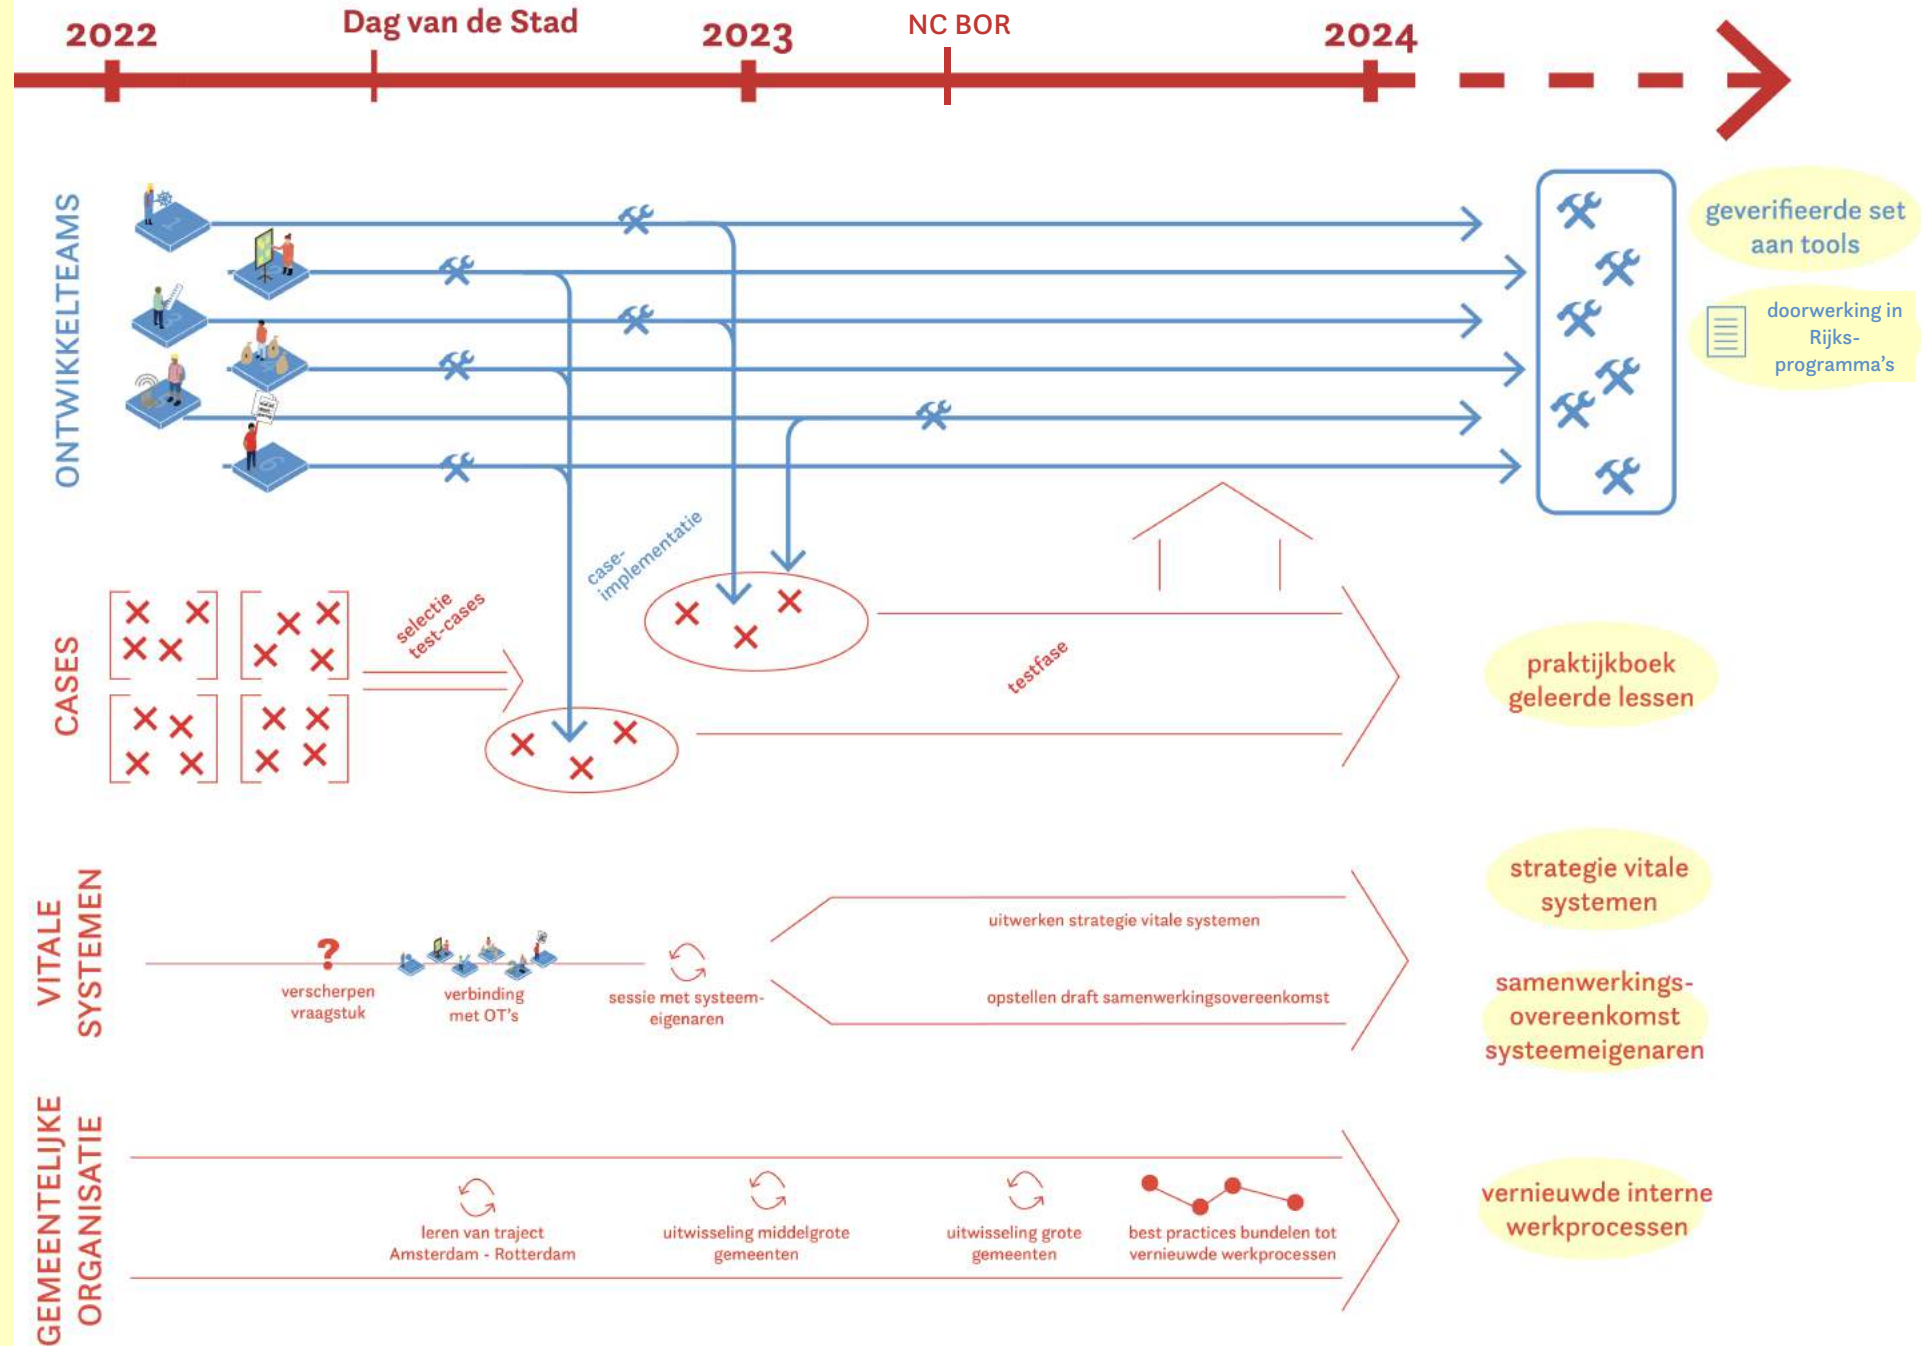 2022
Dag van de Stad
2023
NC BOR
2024
ONTWIKKELTEAMS
1
6
geverifieerde set
aan tools
doorwerking in
Rijks-
programma's
case-
implementatie
CASES
selectie
test-cases
testfase
praktijkboek
geleerde lessen
VITALE
SYSTEMEN
?
verscherpen
vraagstuk
verbinding
met OT's
sessie met systeem-
eigenaren
uitwerken strategie vitale systemen
opstellen draft samenwerkingsovereenkomst
strategie vitale
systemen
samenwerkings-
overeenkomst
systeemeigenaren
GEMEENTELIJKE
ORGANISATIE
leren van traject
Amsterdam - Rotterdam
uitwisseling middelgrote
gemeenten
uitwisseling grote
gemeenten
best practices bundelen tot
vernieuwde werkprocessen
vernieuwde interne
werkprocessen